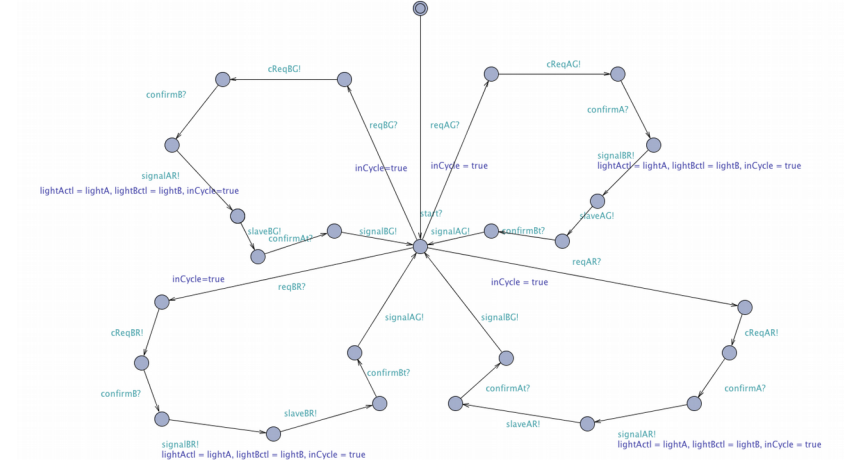 cReqBG!
cReqAG!
confirmB?
confirmA?
reqBG?
reqAG?
signalBR!
inCycle=true
inCycle = true
lightActl = lightA, lightBctl = lightB, inCycle = true
signalAR!
lightActl = lightA, lightBctl = lightB, inCycle=true
start?
slaveAG!
slaveBG!
confirmAt?
signalBG!
signalAG!
confirmBt?
reqAR?
inCycle=true
reqBR?
inCycle = true
signalAG!
signalBG!
cReqBR!
cReqAR!
confirmBt?
confirmB?
confirmAt?
confirmA?
slaveBR!
slaveAR!
signalBR!
lightActl = lightA, lightBctl = lightB, inCycle = true
signalAR!
lightActl = lightA, lightBctl = lightB, inCycle = true